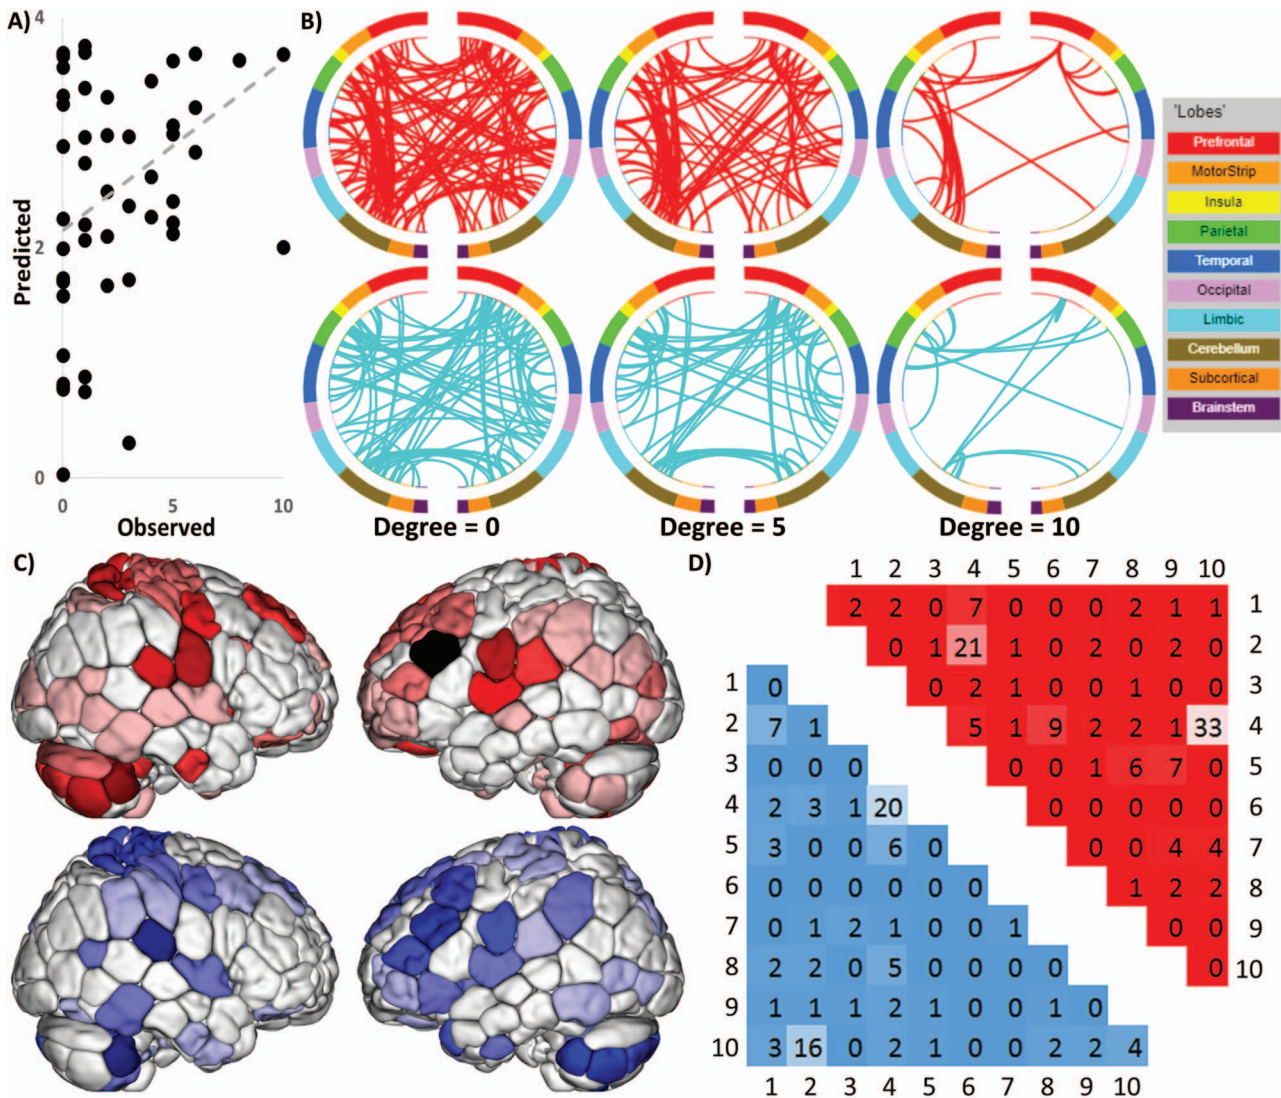 A)
4
2
0
Predicted
0
5
10
Observed
B)
Degree = 0
Degree = 5
Degree = 10
'Lobes'
Prefrontal
MotorStrip
Insula
Parietal
Temporal
Occipital
Limbic
Cerebellum
Subcortical
Brainstem
C)
D)
1 2 3 4 5 6 7 8 9 10
2 2 0 7 0 0 0 2 1 1 1
0 1 21 1 0 2 0 2 0 2
0 2 1 0 0 1 0 0 3
5 1 9 2 2 1 33 4
0 0 1 6 7 0 5
0 0 0 0 0 6
0 0 4 4 7
1 2 2 8
0 0 9
0 10
1 0
2 7 1
3 0 0 0
4 2 3 1 20
5 3 0 0 6 0
6 0 0 0 0 0 0
7 0 1 2 1 0 0 1
8 2 2 0 5 0 0 0 0
9 1 1 1 2 1 0 0 1 0
10 3 16 0 2 1 0 0 2 2 4
1 2 3 4 5 6 7 8 9 10